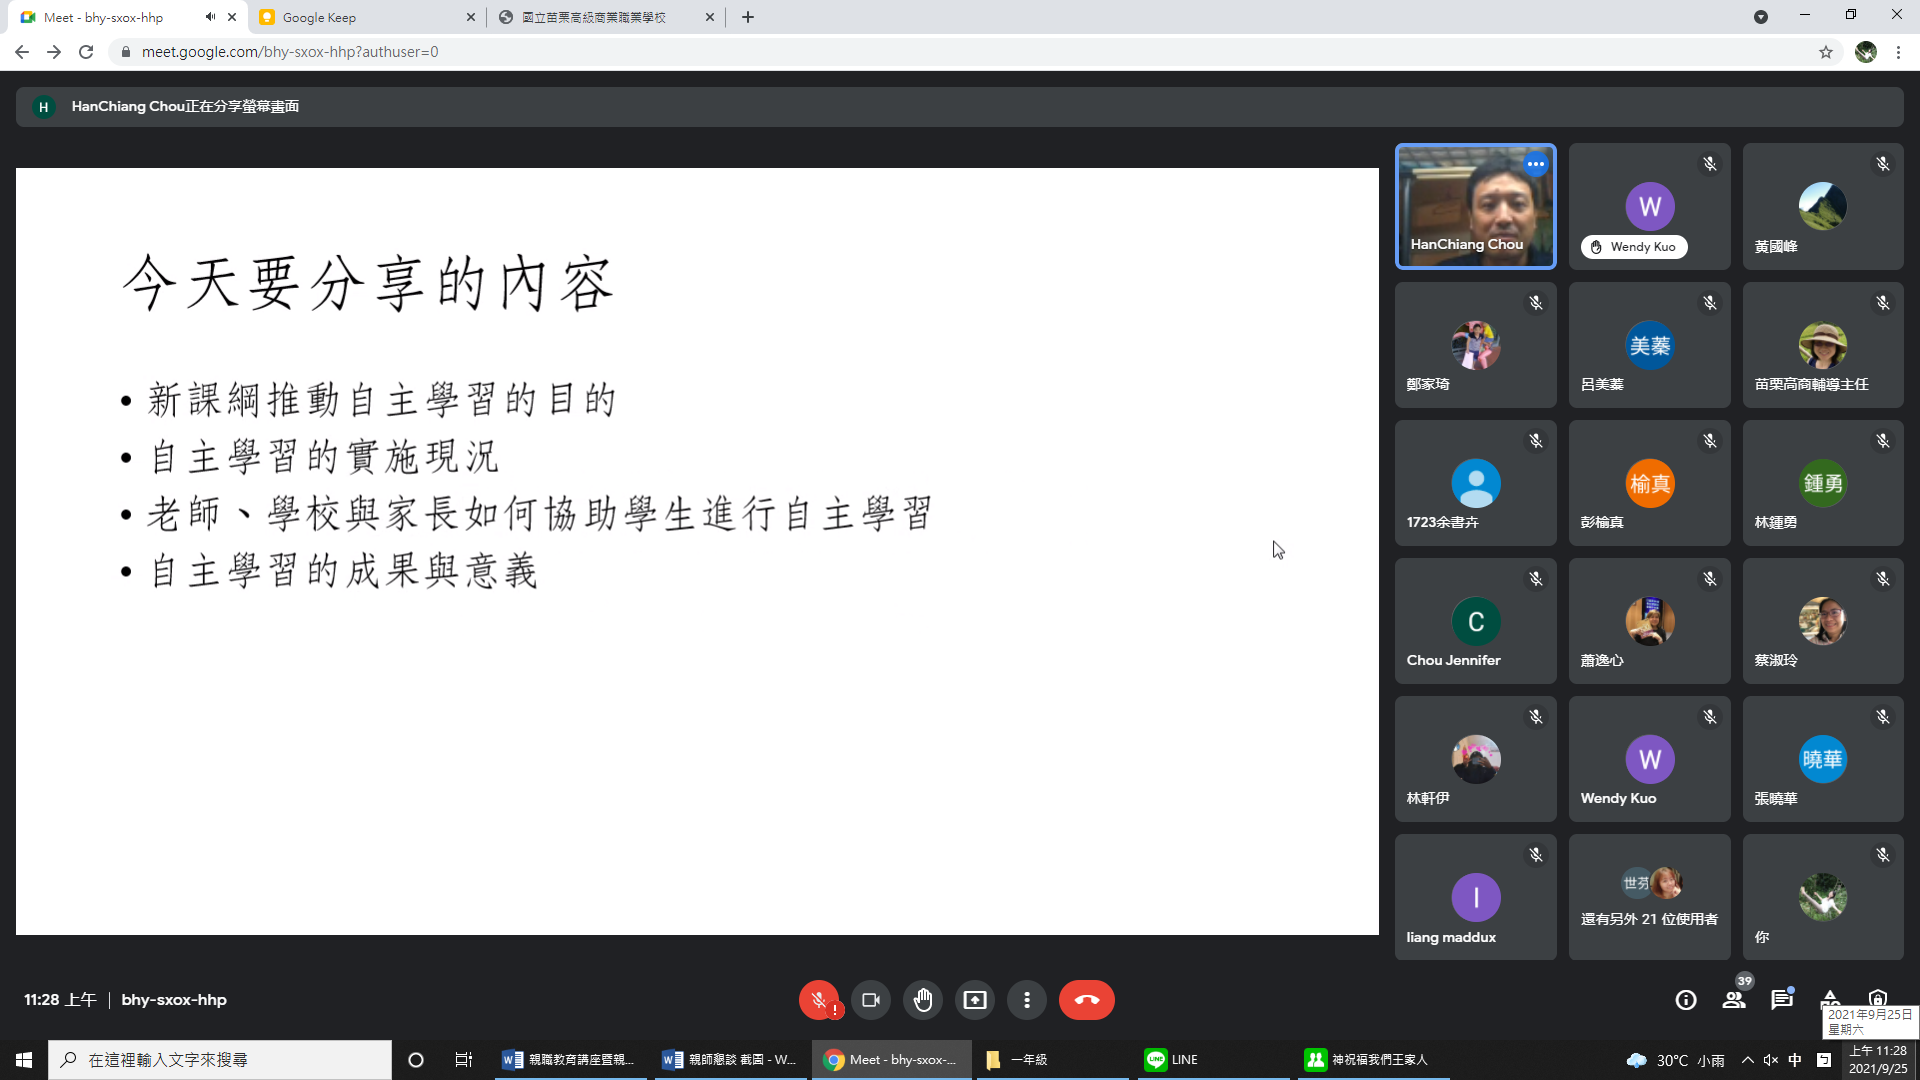 Meet - bhy-sxox-hhp
Google Keep
國立苗栗高級商業職業學校
meet.google.com/bhy-sxox-hhp?authuser=0
H
HanChiang Chou正在分享螢幕畫面
今天要分享的內容
• 新課綱推動自主學習的目的
• 自主學習的實施現況
• 老師、學校與家長如何協助學生進行自主學習
• 自主學習的成果與意義
HanChiang Chou
W
Wendy Kuo
黃國峰
鄭家琦
美蓁
呂美蓁
苗栗高商輔導主任
1723余書卉
榆真
彭榆真
鍾勇
林鍾勇
C
Chou Jennifer
蕭逸心
蔡淑玲
林軒伊
W
Wendy Kuo
曉華
張曉華
l
liang maddux
世芬
還有另外 21 位使用者
你
11:28 上午 | bhy-sxox-hhp
39
2021年9月25日
星期六
在這裡輸入文字來搜尋
親職教育講座暨親...
親師懇談 截圖 - W...
Meet - bhy-sxox-...
一年級
LINE
神祝福我們王家人
30°C 小雨
中
上午 11:28
2021/9/25